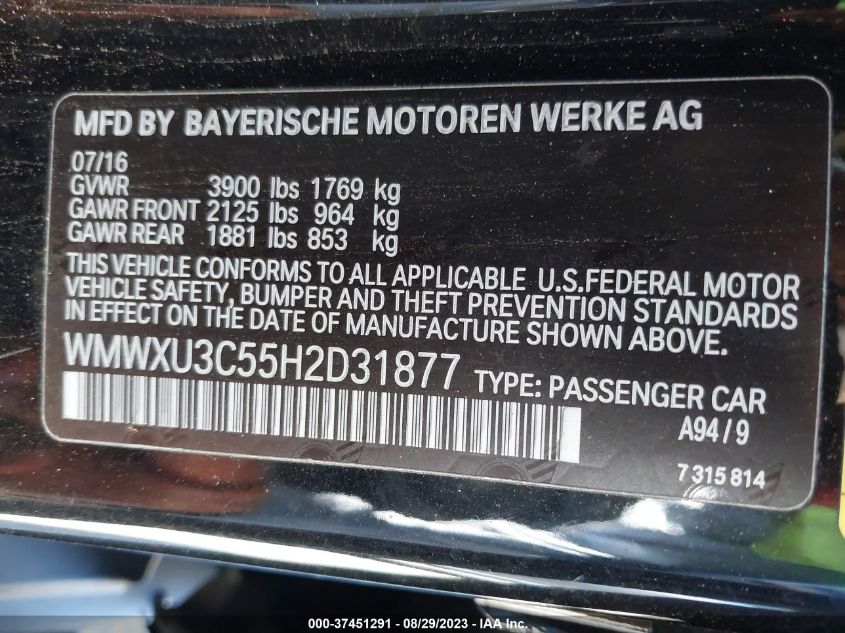 MFD BY BAYERISCHE MOTOREN WERKE AG
07/16
GVWR 3900 lbs 1769 kg
GAWR FRONT 2125 lbs 964 kg
GAWR REAR 1881 lbs 853 kg
THIS VEHICLE CONFORMS TO ALL APPLICABLE U.S.FEDERAL MOTOR
VEHICLE SAFETY, BUMPER AND THEFT PREVENTION STANDARDS
IN EFFECT ON THE DATE OF MANUFACTURE SHOWN ABOVE.
WMWXU3C55H2D31877 TYPE: PASSENGER CAR
A94/9
7 315 814
000-37451291 - 08/29/2023 - IAA Inc.